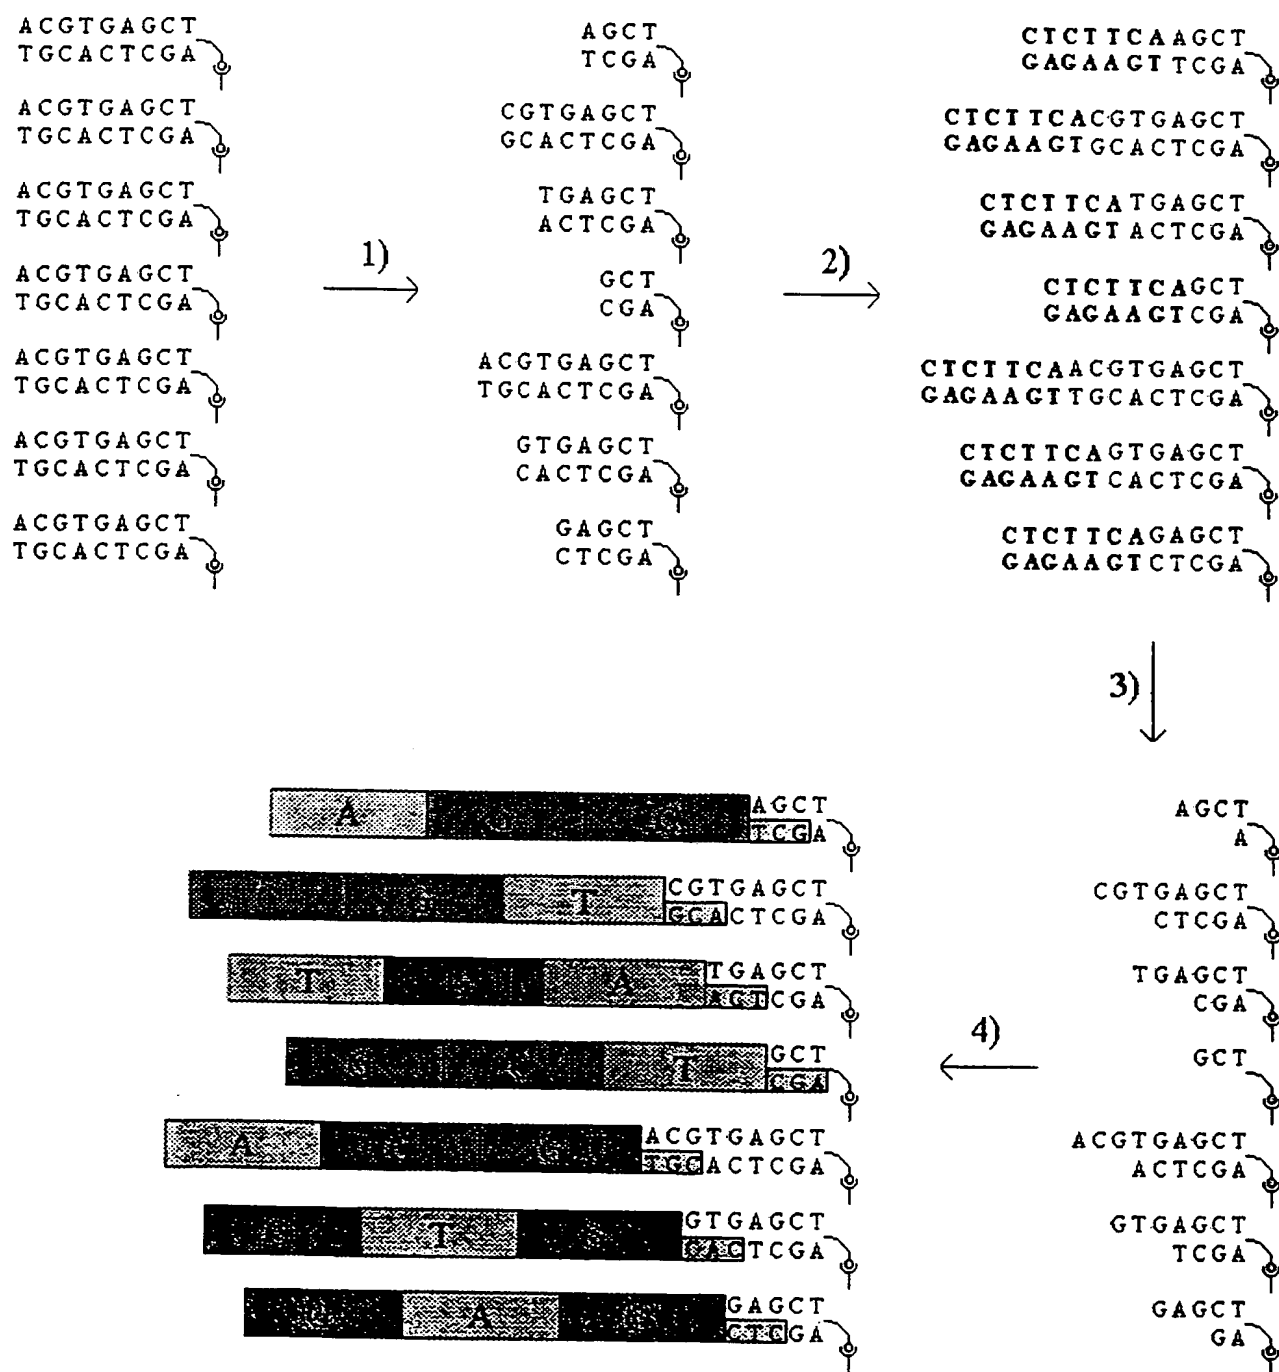 ACGTGAGCT
TGCACTCGA
ACGTGAGCT
TGCACTCGA
ACGTGAGCT
TGCACTCGA
ACGTGAGCT
TGCACTCGA
ACGTGAGCT
TGCACTCGA
ACGTGAGCT
TGCACTCGA
ACGTGAGCT
TGCACTCGA
1)
AGCT
TCGA
CGTGAGCT
GCACTCGA
TGAGCT
ACTCGA
GCT
CGA
ACGTGAGCT
TGCACTCGA
GTGAGCT
CACTCGA
GAGCT
CTCGA
2)
CTCTTCAAGCT
GAGAAGTTCGA
CTCTTCACGTGAGCT
GAGAAGTGCACTCGA
CTCTTCATGAGCT
GAGAAGTACTCGA
CTCTTCAGCT
GAGAAGTCGA
CTCTTCAACGTGAGCT
GAGAAGTTGCACTCGA
CTCTTCAGTGAGCT
GAGAAGTCACTCGA
CTCTTCAGAGCT
GAGAAGTCTCGA
3)
AGCT
A
CGTGAGCT
CTCGA
TGAGCT
CGA
GCT
ACGTGAGCT
ACTCGA
GTGAGCT
TCGA
GAGCT
GA
4)
A AGCT
TCGA
T CGTGAGCT
GCACTCGA
T A TGAGCT
AGTCGA
T GCT
CGA
A ACGTGAGCT
TGCACTCGA
T GTGAGCT
GACTCGA
A GAGCT
CTCGA